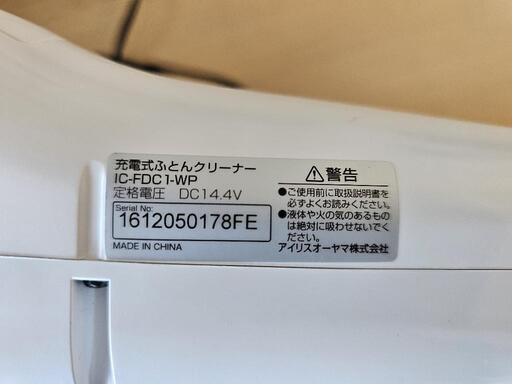 充電式ふとんクリーナー
IC-FDC1-WP
定格電圧 DC14.4V
Serial No:
1612050178FE
MADE IN CHINA
⚠警告
●ご使用前に取扱説明書を
必ずよくお読みください。
●液体や火の気のあるもの
は絶対に吸わせないでください。
アイリスオーヤマ株式会社